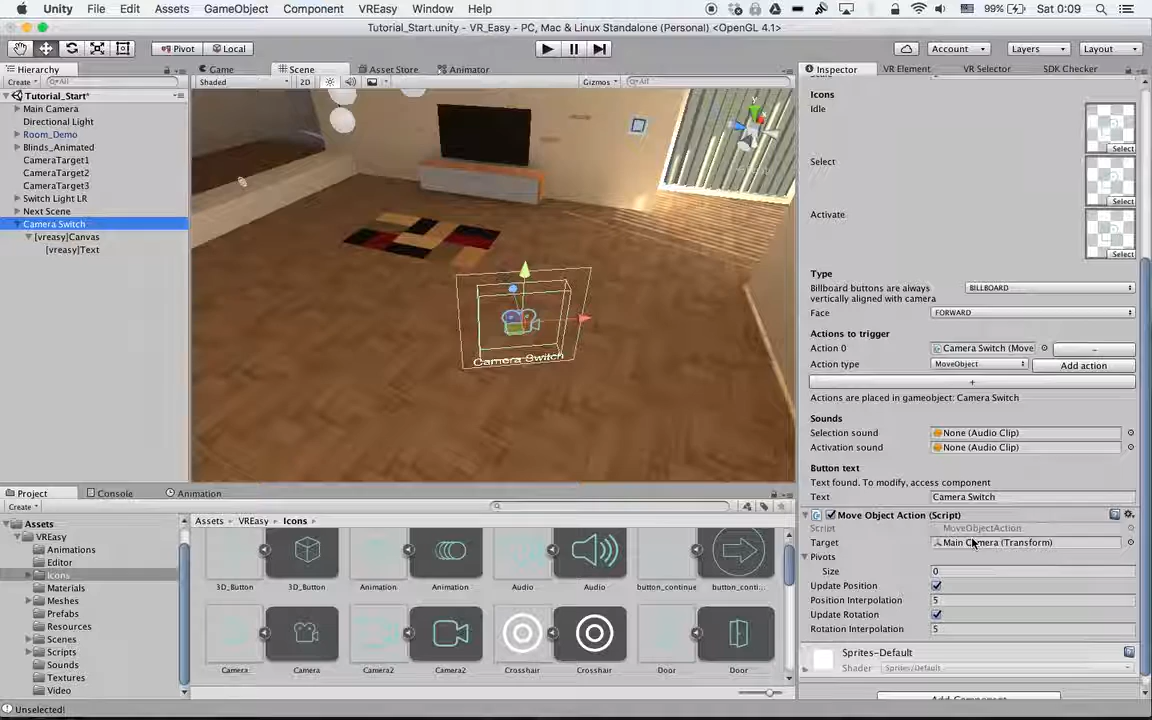 Unity File Edit Assets GameObject Component VREasy Window Help 99% Sat 0:09
Tutorial_Start.unity - VR_Easy - PC, Mac & Linux Standalone (Personal) <OpenGL 4.1>
Pivot Local Account Layers Layout
Hierarchy Game Scene Asset Store Animator Inspector VR Element VR Selector SDK Checker
Create All Shaded 2D Gizmos All
Tutorial_Start*
Main Camera
Directional Light
Room_Demo
Blinds_Animated
CameraTarget1
CameraTarget2
CameraTarget3
Switch Light LR
Next Scene
Camera Switch
[vreasy]Canvas
[vreasy]Text
Camera Switch
Icons
Idle
Select
Select
Select
Activate
Select
Type
Billboard buttons are always vertically aligned with camera BILLBOARD
Face FORWARD
Actions to trigger
Action 0 Camera Switch (Move –
Action type MoveObject Add action
+
Actions are placed in gameobject: Camera Switch
Sounds
Selection sound None (Audio Clip)
Activation sound None (Audio Clip)
Button text
Text found. To modify, access component
Text Camera Switch
Move Object Action (Script)
Script MoveObjectAction
Target Main Camera (Transform)
Pivots
Size 0
Update Position
Position Interpolation 5
Update Rotation
Rotation Interpolation 5
Sprites-Default
Shader Sprites/Default
Add Component
Project Console Animation
Create
Assets
VREasy
Animations
Editor
Icons
Materials
Meshes
Prefabs
Resources
Scenes
Scripts
Sounds
Textures
Video
Assets VREasy Icons
3D_Button 3D_Button Animation Animation Audio Audio button_continue button_conti...
Camera Camera Camera2 Camera2 Crosshair Crosshair Door Door
Unselected!